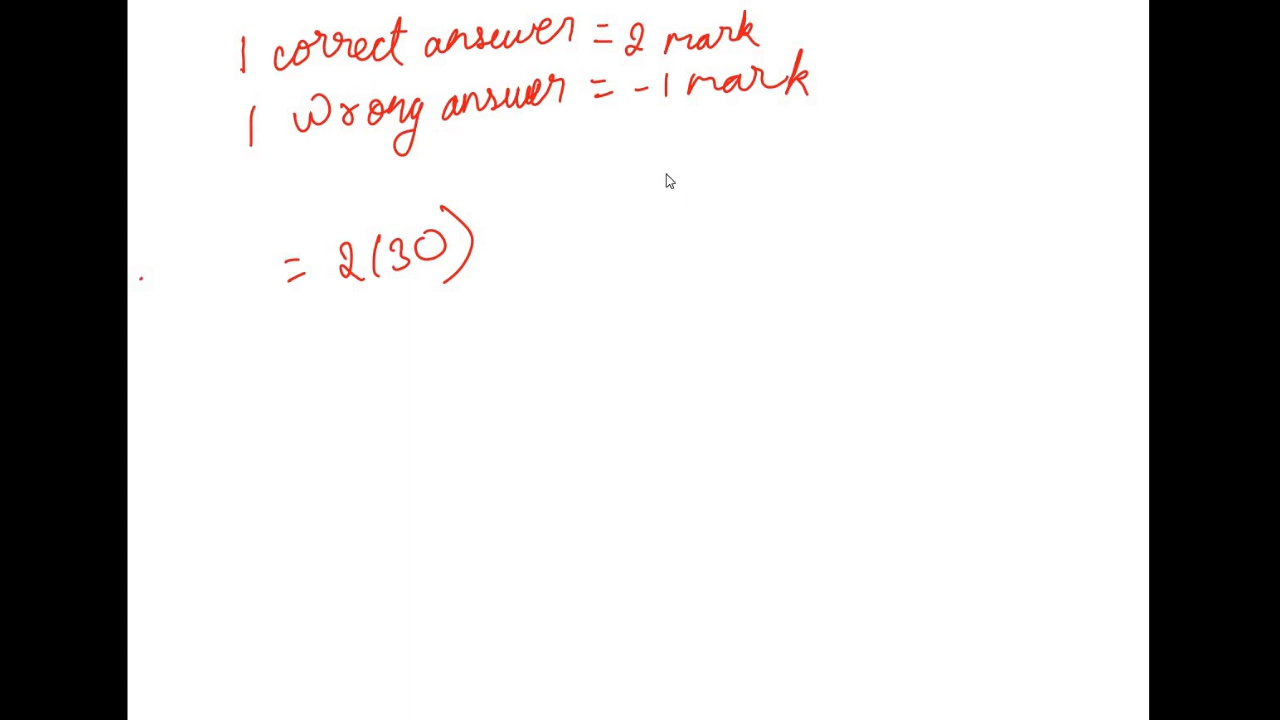 1 correct answer = 2 mark
1 wrong answer = -1 mark
= 2(30)